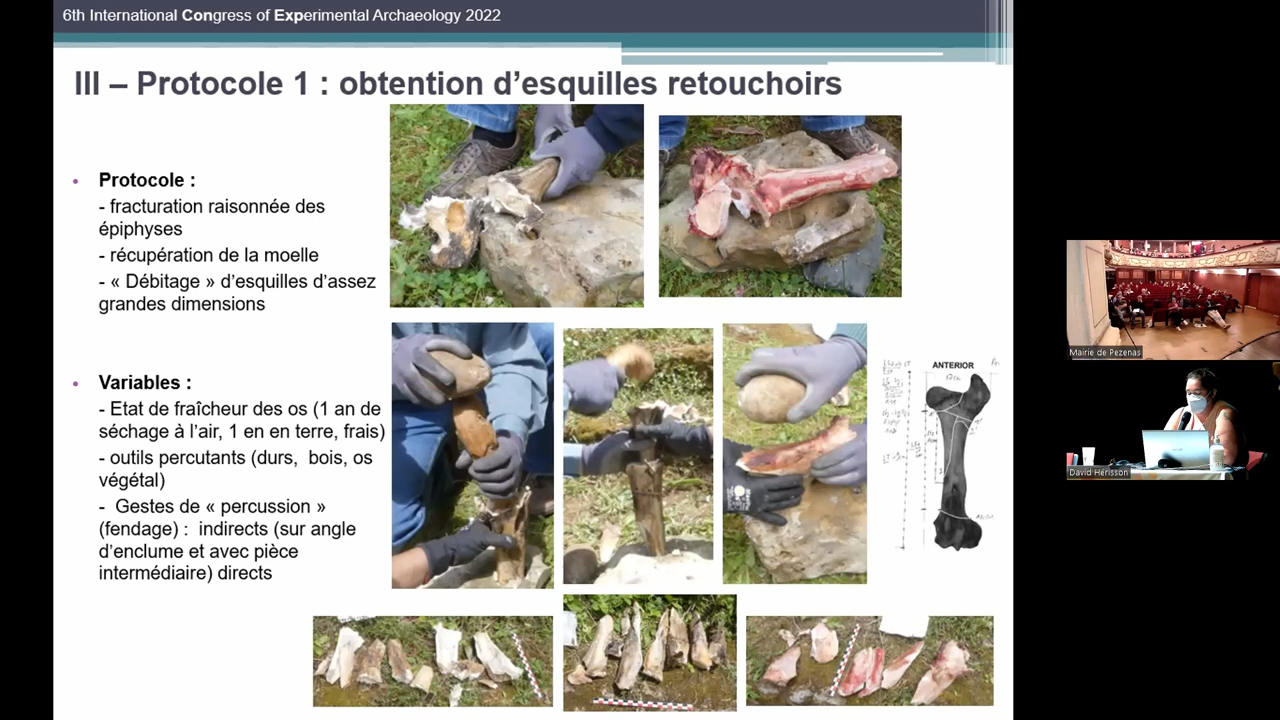 6th International Congress of Experimental Archaeology 2022
III – Protocole 1 : obtention d’esquilles retouchoirs
• Protocole :
- fracturation raisonnée des
épiphyses
- récupération de la moelle
- « Débitage » d’esquilles d’assez
grandes dimensions
• Variables :
- Etat de fraîcheur des os (1 an de
séchage à l’air, 1 en en terre, frais)
- outils percutants (durs, bois, os
végétal)
- Gestes de « percussion »
(fendage) : indirects (sur angle
d’enclume et avec pièce
intermédiaire) directs
ANTERIOR
Mairie de Pezenas
David Hérisson